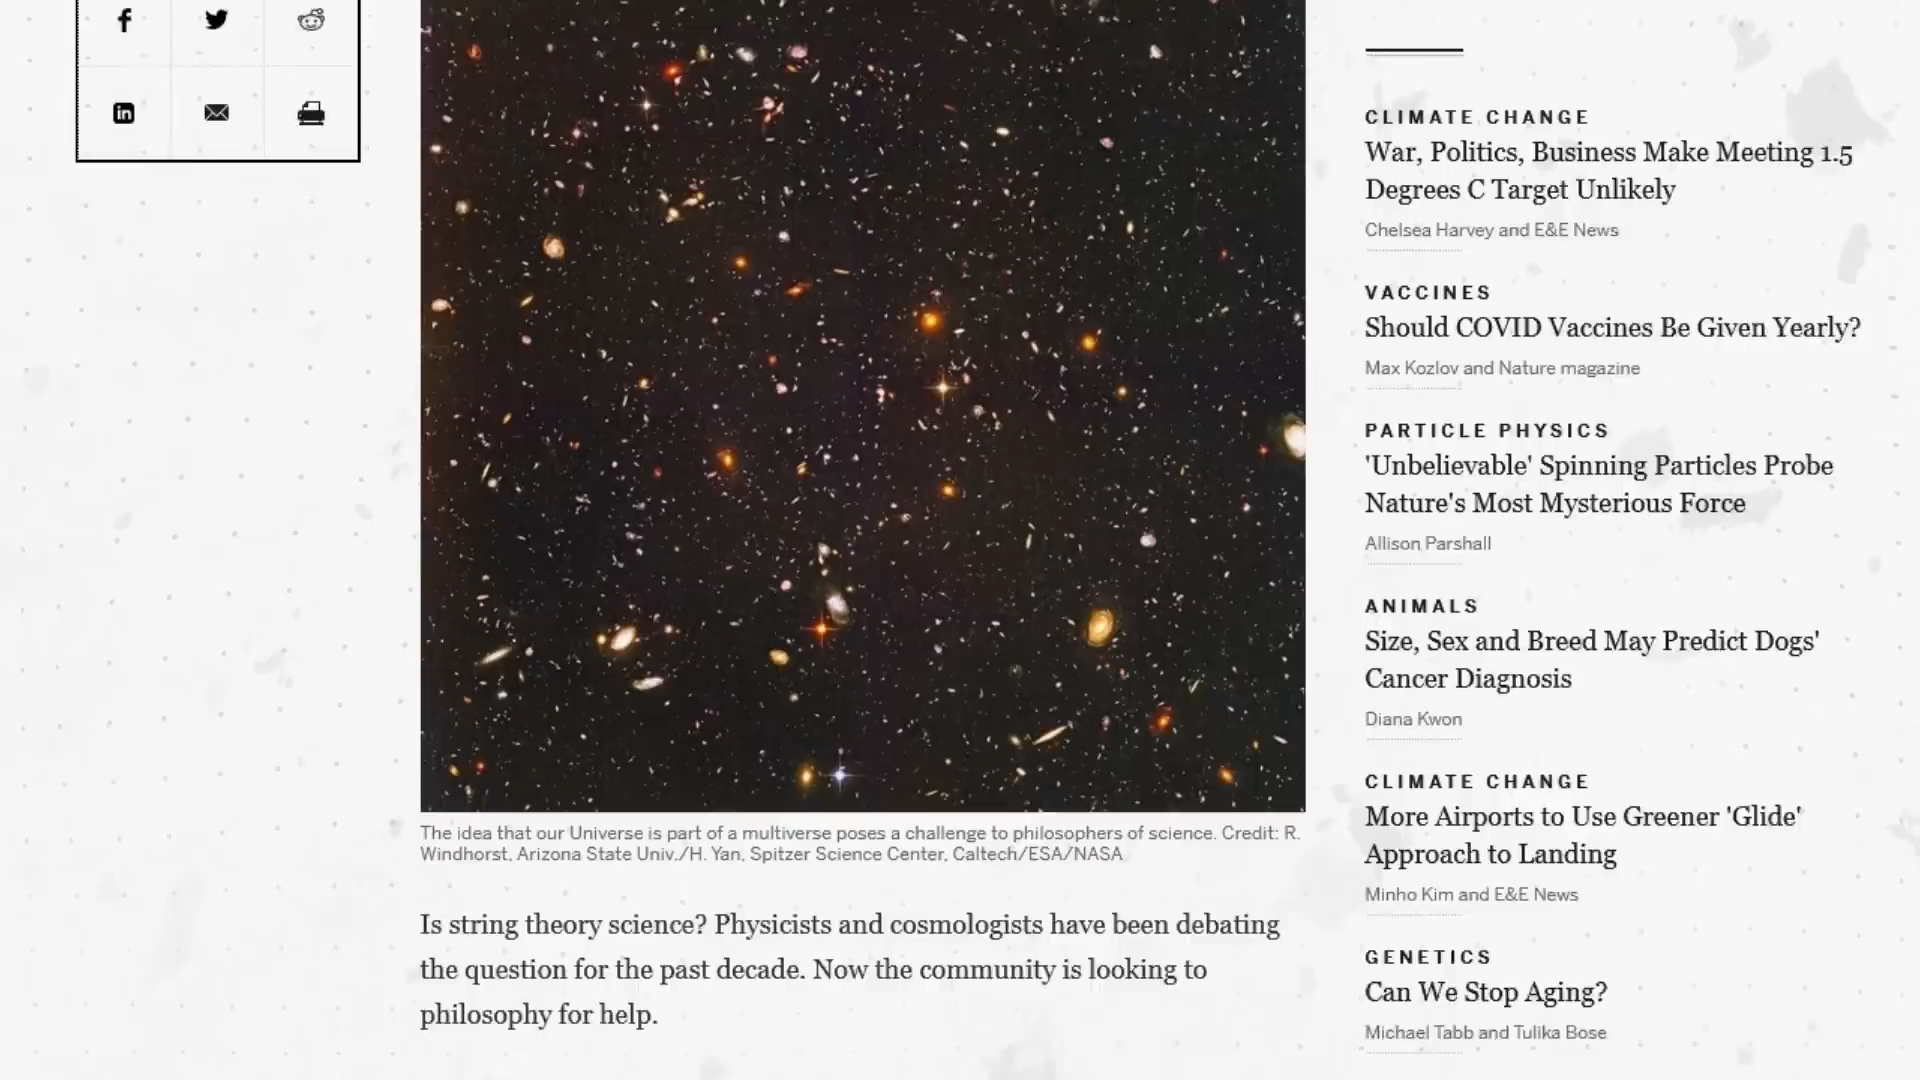 The idea that our Universe is part of a multiverse poses a challenge to philosophers of science. Credit: R.
Windhorst, Arizona State Univ./H. Yan, Spitzer Science Center, Caltech/ESA/NASA
Is string theory science? Physicists and cosmologists have been debating
the question for the past decade. Now the community is looking to
philosophy for help.
CLIMATE CHANGE
War, Politics, Business Make Meeting 1.5
Degrees C Target Unlikely
Chelsea Harvey and E&E News
VACCINES
Should COVID Vaccines Be Given Yearly?
Max Kozlov and Nature magazine
PARTICLE PHYSICS
'Unbelievable' Spinning Particles Probe
Nature's Most Mysterious Force
Allison Parshall
ANIMALS
Size, Sex and Breed May Predict Dogs'
Cancer Diagnosis
Diana Kwon
CLIMATE CHANGE
More Airports to Use Greener 'Glide'
Approach to Landing
Minho Kim and E&E News
GENETICS
Can We Stop Aging?
Michael Tabb and Tulika Bose